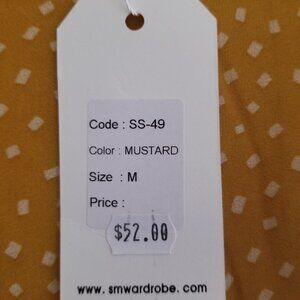 Code : SS-49
Color : MUSTARD
Size : M
Price :
$52.00
www.smwardrobe.com